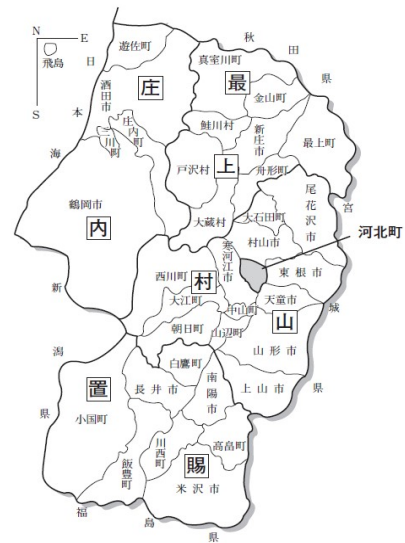 N
E
S
飛島
日本海
秋田県
宮城県
福島県
新潟県
庄内
遊佐町
酒田市
庄内町
三川町
鶴岡市
最上
真室川町
金山町
鮭川村
新庄市
最上町
戸沢村
舟形町
大蔵村
村山
尾花沢市
大石田町
村山市
河北町
寒河江市
東根市
西川町
大江町
天童市
中山町
朝日町
山辺町
山形市
上山市
置賜
白鷹町
長井市
南陽市
小国町
高畠町
川西町
飯豊町
米沢市